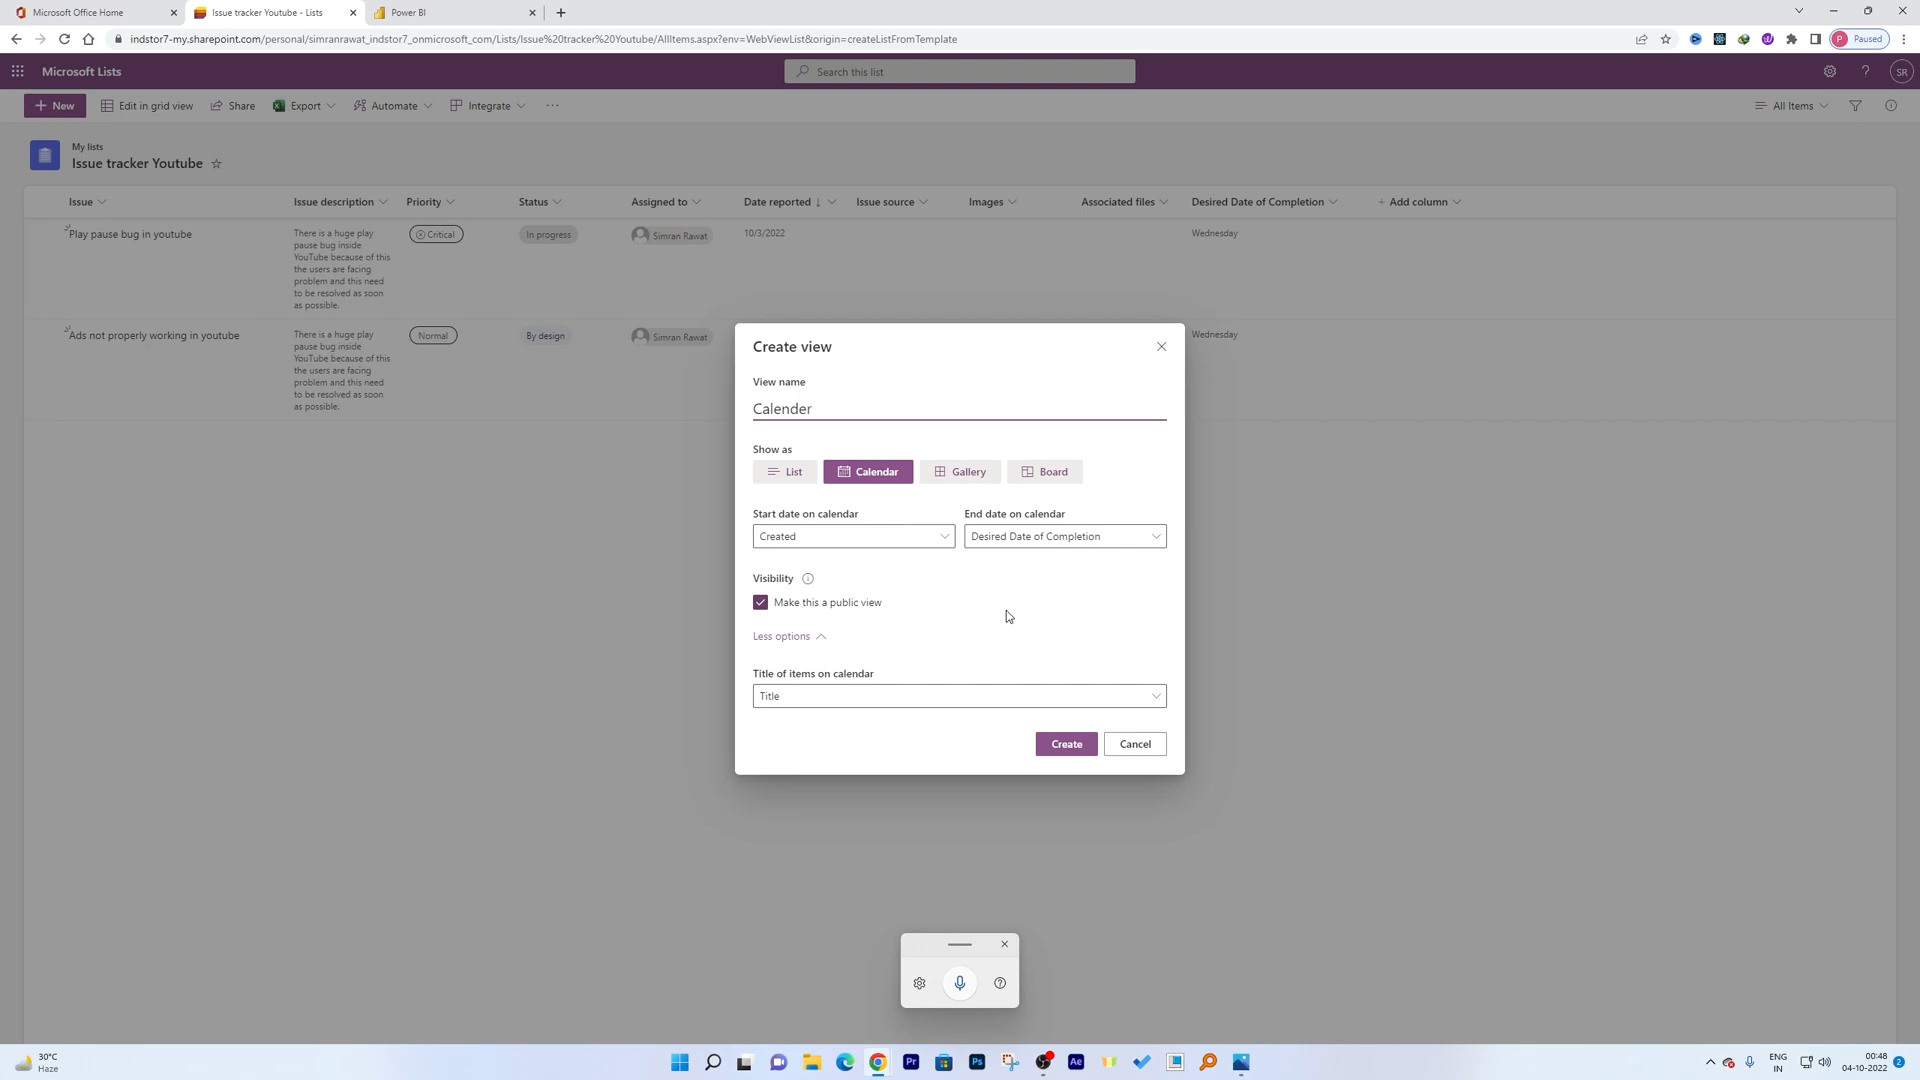 Microsoft Office Home
Issue tracker Youtube - Lists
Power BI
indstor7-my.sharepoint.com/personal/simranrawat_indstor7_onmicrosoft_com/Lists/Issue%20tracker%20Youtube/AllItems.aspx?env=WebViewList&origin=createListFromTemplate
P Paused
Microsoft Lists
Search this list
SR
New
Edit in grid view
Share
Export
Automate
Integrate
All Items
My lists
Issue tracker Youtube
Issue
Issue description
Priority
Status
Assigned to
Date reported
Issue source
Images
Associated files
Desired Date of Completion
Add column
Play pause bug in youtube
There is a huge play
pause bug inside
YouTube because of this
the users are facing
problem and this need
to be resolved as soon
as possible.
Critical
In progress
Simran Rawat
10/3/2022
Wednesday
Ads not properly working in youtube
There is a huge play
pause bug inside
YouTube because of this
the users are facing
problem and this need
to be resolved as soon
as possible.
Normal
By design
Simran Rawat
Wednesday
Create view
View name
Calender
Show as
List
Calendar
Gallery
Board
Start date on calendar
End date on calendar
Created
Desired Date of Completion
Visibility
Make this a public view
Less options
Title of items on calendar
Title
Create
Cancel
30°C
Haze
Pr
Ps
Ae
ENG
IN
00:48
04-10-2022
2